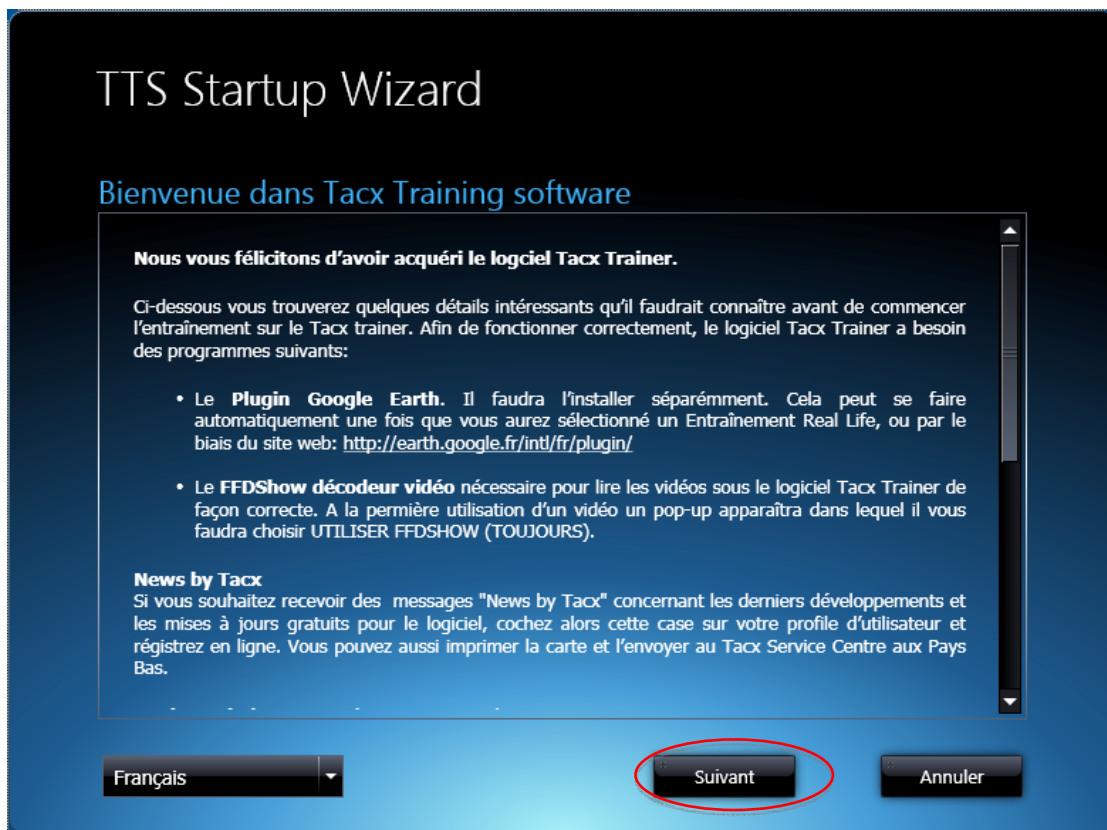 TTS Startup Wizard
Bienvenue dans Tacx Training software
Nous vous félicitons d’avoir acquéri le logciel Tacx Trainer.
Ci-dessous vous trouverez quelques détails intéressants qu’il faudrait connaître avant de commencer
l’entraînement sur le Tacx trainer. Afin de fonctionner correctement, le logiciel Tacx Trainer a besoin
des programmes suivants:
• Le Plugin Google Earth. Il faudra l’installer séparémment. Cela peut se faire
automatiquement une fois que vous aurez sélectionné un Entraînement Real Life, ou par le
biais du site web: http://earth.google.fr/intl/fr/plugin/
• Le FFDShow décodeur vidéo nécessaire pour lire les vidéos sous le logiciel Tacx Trainer de
façon correcte. A la permière utilisation d’un vidéo un pop-up apparaîtra dans lequel il vous
faudra choisir UTILISER FFDSHOW (TOUJOURS).
News by Tacx
Si vous souhaitez recevoir des  messages "News by Tacx" concernant les derniers développements et
les mises à jours gratuits pour le logiciel, cochez alors cette case sur votre profile d’utilisateur et
régistrez en ligne. Vous pouvez aussi imprimer la carte et l’envoyer au Tacx Service Centre aux Pays
Bas.
Français
Suivant
Annuler